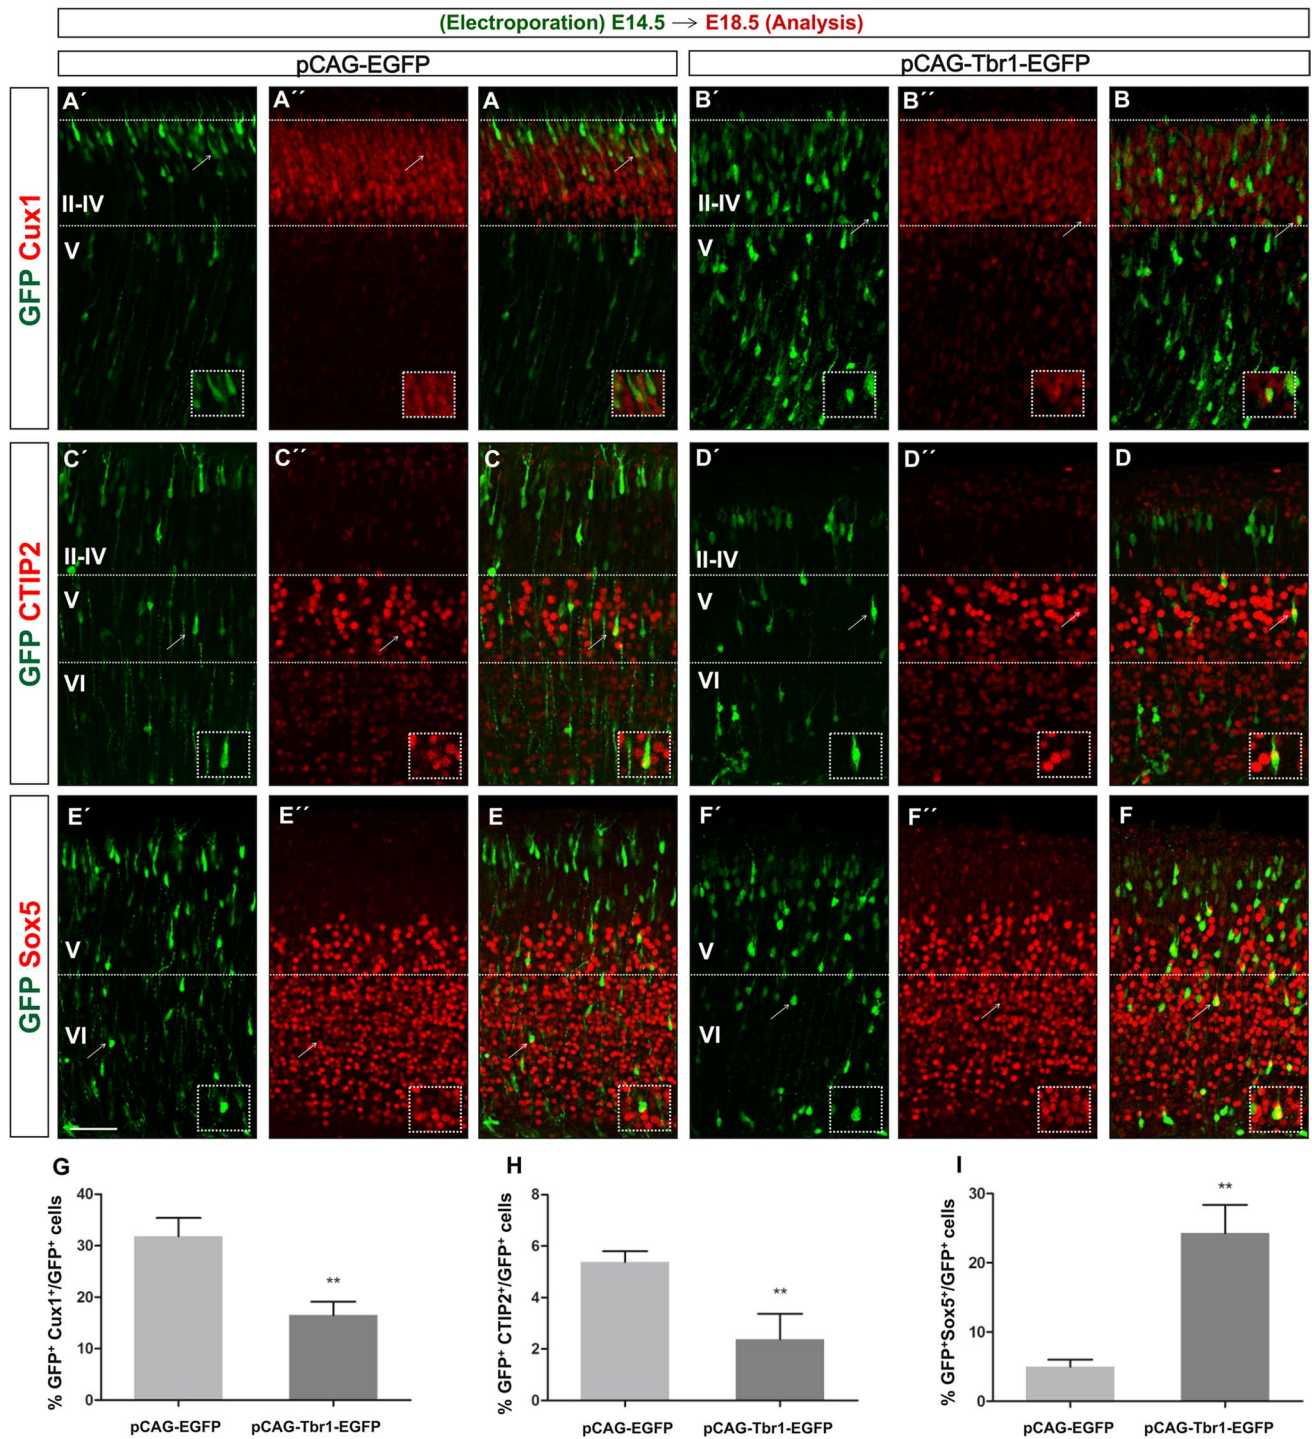 (Electroporation) E14.5 → E18.5 (Analysis)
pCAG-EGFP
pCAG-Tbr1-EGFP
GFP Cux1
A´
A´´
A
B´
B´´
B
II-IV
II-IV
V
V
GFP CTIP2
C´
C´´
C
D´
D´´
D
II-IV
II-IV
V
V
VI
VI
GFP Sox5
E´
E´´
E
F´
F´´
F
V
V
VI
VI
G
% GFP⁺ Cux1⁺/GFP⁺ cells
40
30
20
10
0
**
pCAG-EGFP
pCAG-Tbr1-EGFP
H
% GFP⁺ CTIP2⁺/GFP⁺ cells
8
6
4
2
0
**
pCAG-EGFP
pCAG-Tbr1-EGFP
I
% GFP⁺Sox5⁺/GFP⁺ cells
30
20
10
0
**
pCAG-EGFP
pCAG-Tbr1-EGFP